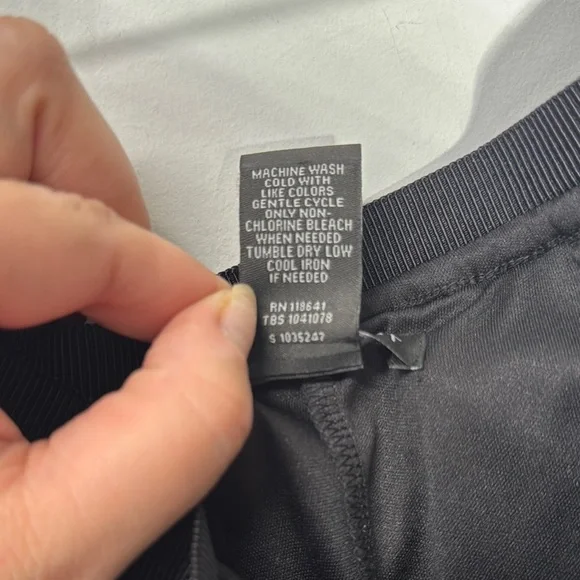 MACHINE WASH
COLD WITH
LIKE COLORS
GENTLE CYCLE
ONLY NON-
CHLORINE BLEACH
WHEN NEEDED
TUMBLE DRY LOW
COOL IRON
IF NEEDED
RN 118641
TBS 1041078
S 1035242